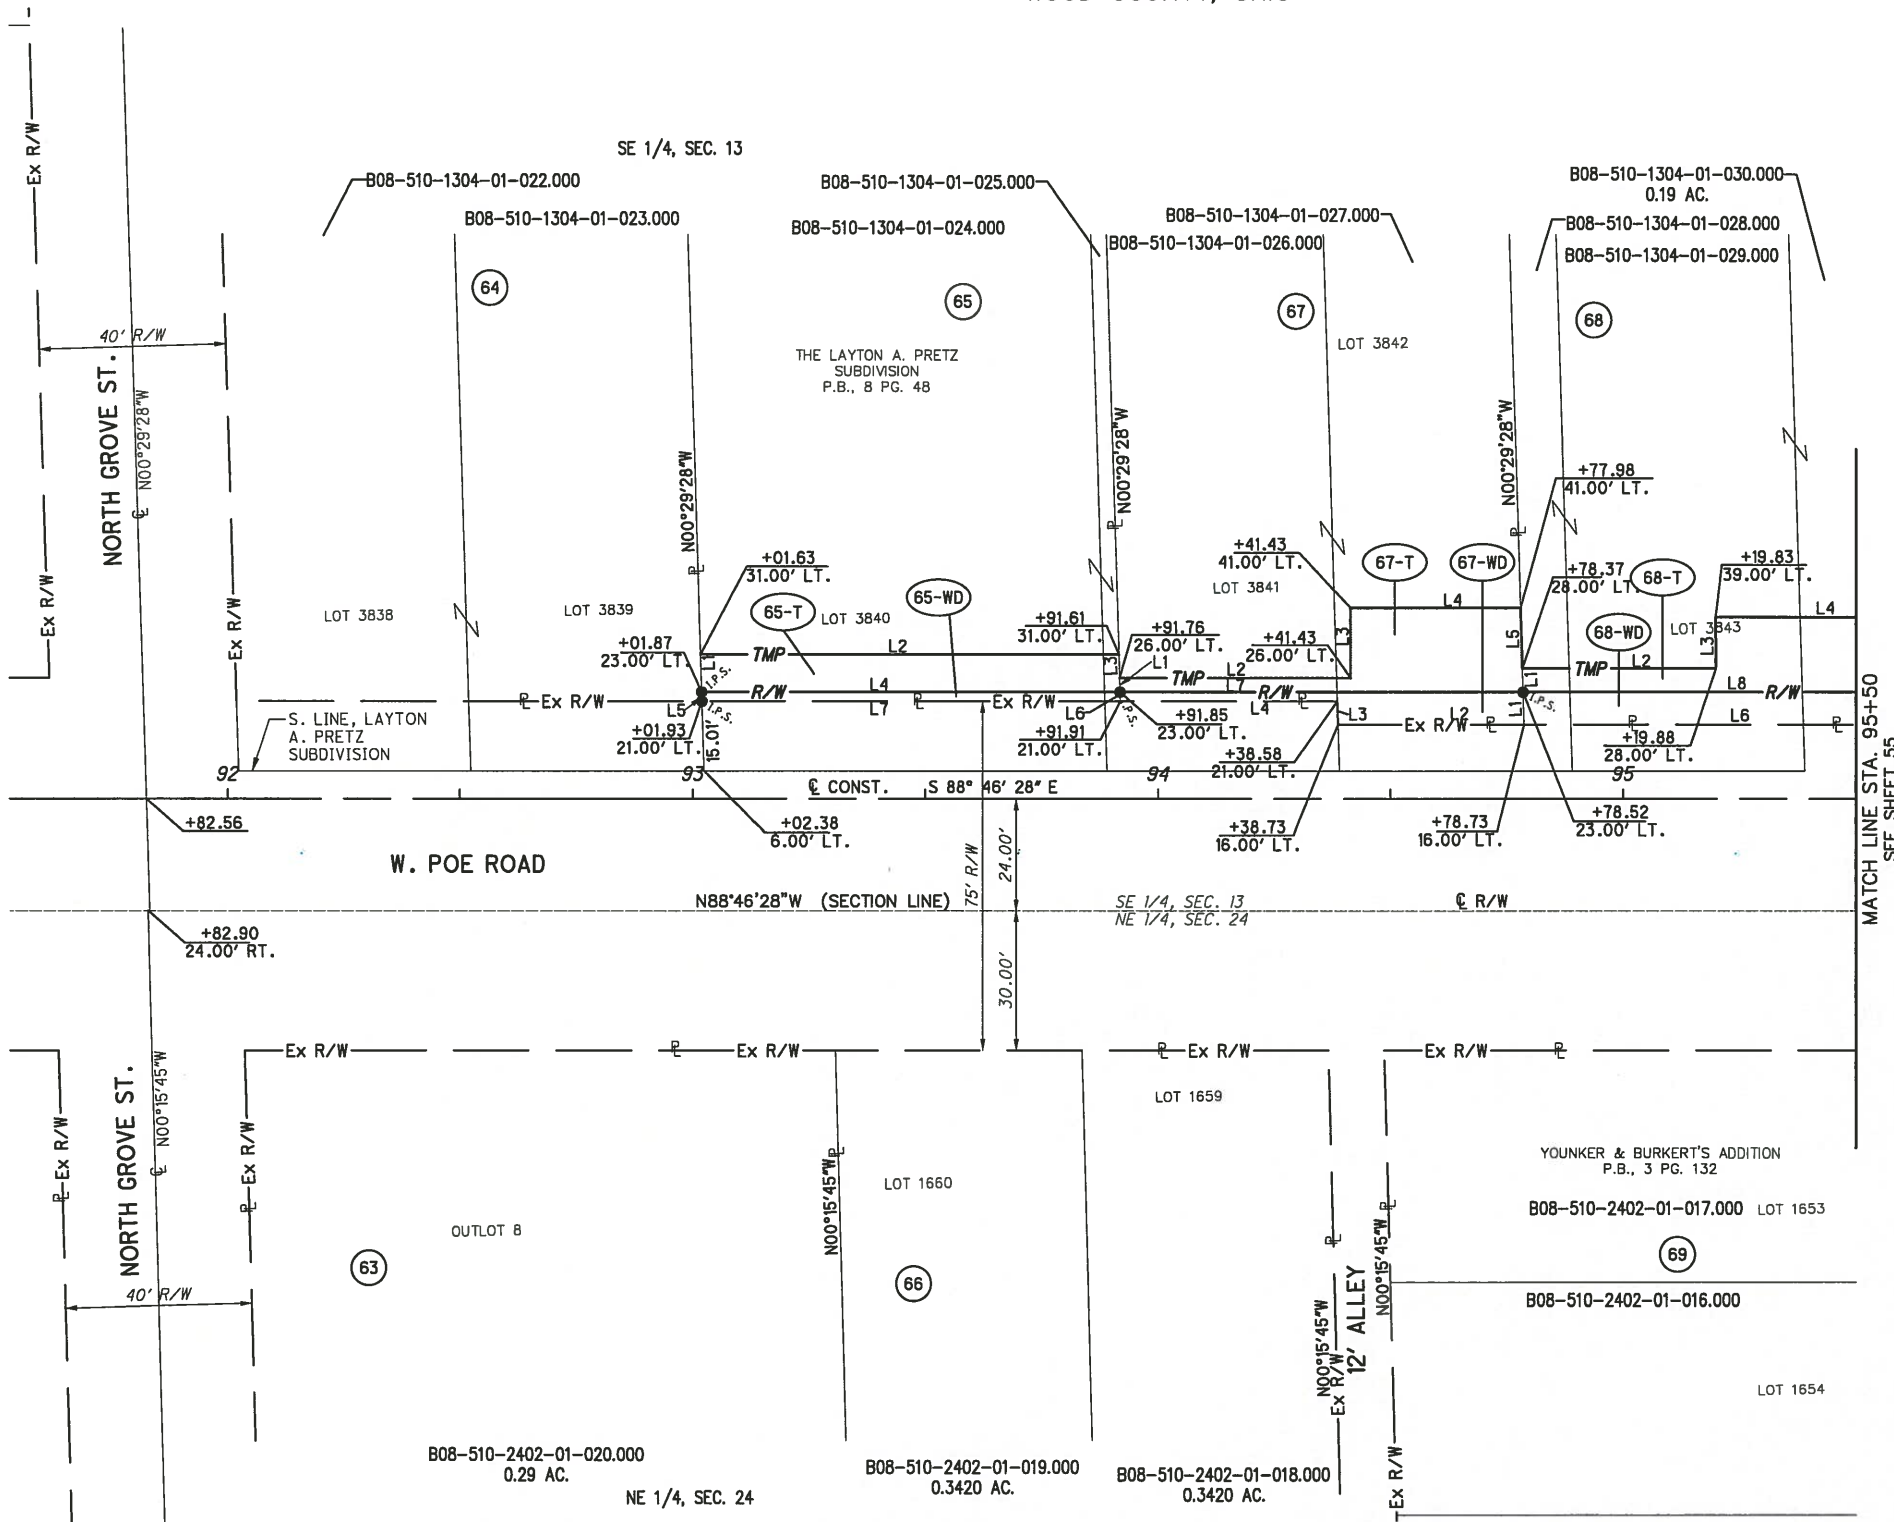 SE 1/4, SEC. 13
B08-510-1304-01-022.000
B08-510-1304-01-023.000
B08-510-1304-01-025.000
B08-510-1304-01-024.000
B08-510-1304-01-027.000
B08-510-1304-01-026.000
B08-510-1304-01-030.000
0.19 AC.
B08-510-1304-01-028.000
B08-510-1304-01-029.000
64
65
67
68
Ex R/W
40' R/W
NORTH GROVE ST.
℄ N00°29'28"W
Ex R/W
Ex R/W
THE LAYTON A. PRETZ
SUBDIVISION
P.B., 8 PG. 48
LOT 3842
N00°29'28"W
N00°29'28"W
N00°29'28"W
+77.98
41.00' LT.
+01.63
31.00' LT.
+41.43
41.00' LT.
67-T
67-WD
+78.37
28.00' LT.
68-T
+19.83
39.00' LT.
LOT 3838
LOT 3839
65-T
LOT 3840
65-WD
LOT 3841
L4
L4
+01.87
23.00' LT.
+91.61
31.00' LT.
+91.76
26.00' LT.
+41.43
26.00' LT.
L3
L5
68-WD
LOT 3843
L3
L1
TMP
L2
L3
L1
TMP
L2
L1
TMP
L2
I.P.S.
R/W
L4
L7
R/W
L8
R/W
Ex R/W
L5
I.P.S.
L7
Ex R/W
L6
I.P.S.
L4
L3
Ex R/W
L2
L1
I.P.S.
L6
S. LINE, LAYTON
A. PRETZ
SUBDIVISION
+01.93
21.00' LT.
15.01'
+91.91
21.00' LT.
+91.85
23.00' LT.
+38.58
21.00' LT.
+19.88
28.00' LT.
92
93
94
95
℄ CONST. S 88° 46' 28" E
+82.56
+02.38
6.00' LT.
+38.73
16.00' LT.
+78.73
16.00' LT.
+78.52
23.00' LT.
MATCH LINE STA. 95+50
SEE SHEET 55
W. POE ROAD
75' R/W
24.00'
N88°46'28"W (SECTION LINE)
SE 1/4, SEC. 13
NE 1/4, SEC. 24
℄ R/W
+82.90
24.00' RT.
30.00'
Ex R/W
Ex R/W
Ex R/W
Ex R/W
Ex R/W
NORTH GROVE ST.
℄ N00°15'45"W
Ex R/W
40' R/W
OUTLOT 8
63
N00°15'45"W
LOT 1660
66
LOT 1659
N00°15'45"W
Ex R/W
12' ALLEY
N00°15'45"W
Ex R/W
YOUNKER & BURKERT'S ADDITION
P.B., 3 PG. 132
B08-510-2402-01-017.000 LOT 1653
69
B08-510-2402-01-016.000
LOT 1654
B08-510-2402-01-020.000
0.29 AC.
B08-510-2402-01-019.000
0.3420 AC.
B08-510-2402-01-018.000
0.3420 AC.
NE 1/4, SEC. 24